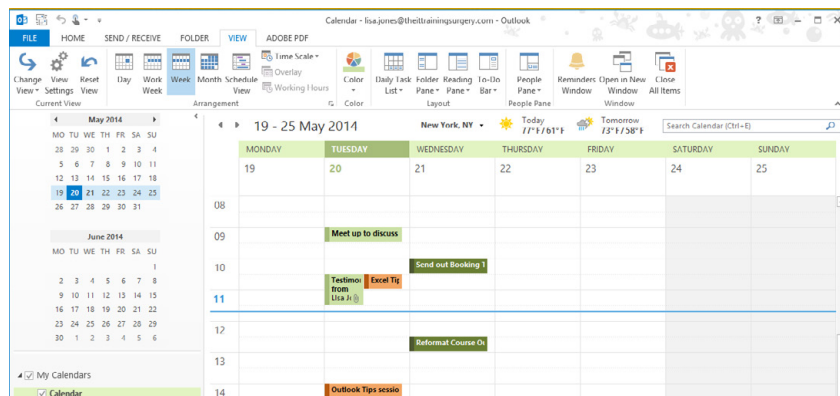 Calendar - lisa.jones@theittrainingsurgery.com - Outlook
FILE HOME SEND / RECEIVE FOLDER VIEW ADOBE PDF
Change View
View Settings
Reset View
Day
Work Week
Week
Month
Schedule View
Time Scale
Overlay
Working Hours
Color
Daily Task List
Folder Pane
Reading Pane
To-Do Bar
People Pane
Reminders Window
Open in New Window
Close All Items
Current View Arrangement Color Layout People Pane Window
May 2014
MO TU WE TH FR SA SU
28 29 30 1 2 3 4
5 6 7 8 9 10 11
12 13 14 15 16 17 18
19 20 21 22 23 24 25
26 27 28 29 30 31
June 2014
MO TU WE TH FR SA SU
1
2 3 4 5 6 7 8
9 10 11 12 13 14 15
16 17 18 19 20 21 22
23 24 25 26 27 28 29
30 1 2 3 4 5 6
My Calendars
Calendar
19 - 25 May 2014
New York, NY
Today
77°F/61°F
Tomorrow
73°F/58°F
Search Calendar (Ctrl+E)
MONDAY TUESDAY WEDNESDAY THURSDAY FRIDAY SATURDAY SUNDAY
19 20 21 22 23 24 25
08
09 Meet up to discuss
10 Send out Booking
Testimo Excel Tip
from
Lisa Jo
11
12 Reformat Course Ou
13
14 Outlook Tips sessio